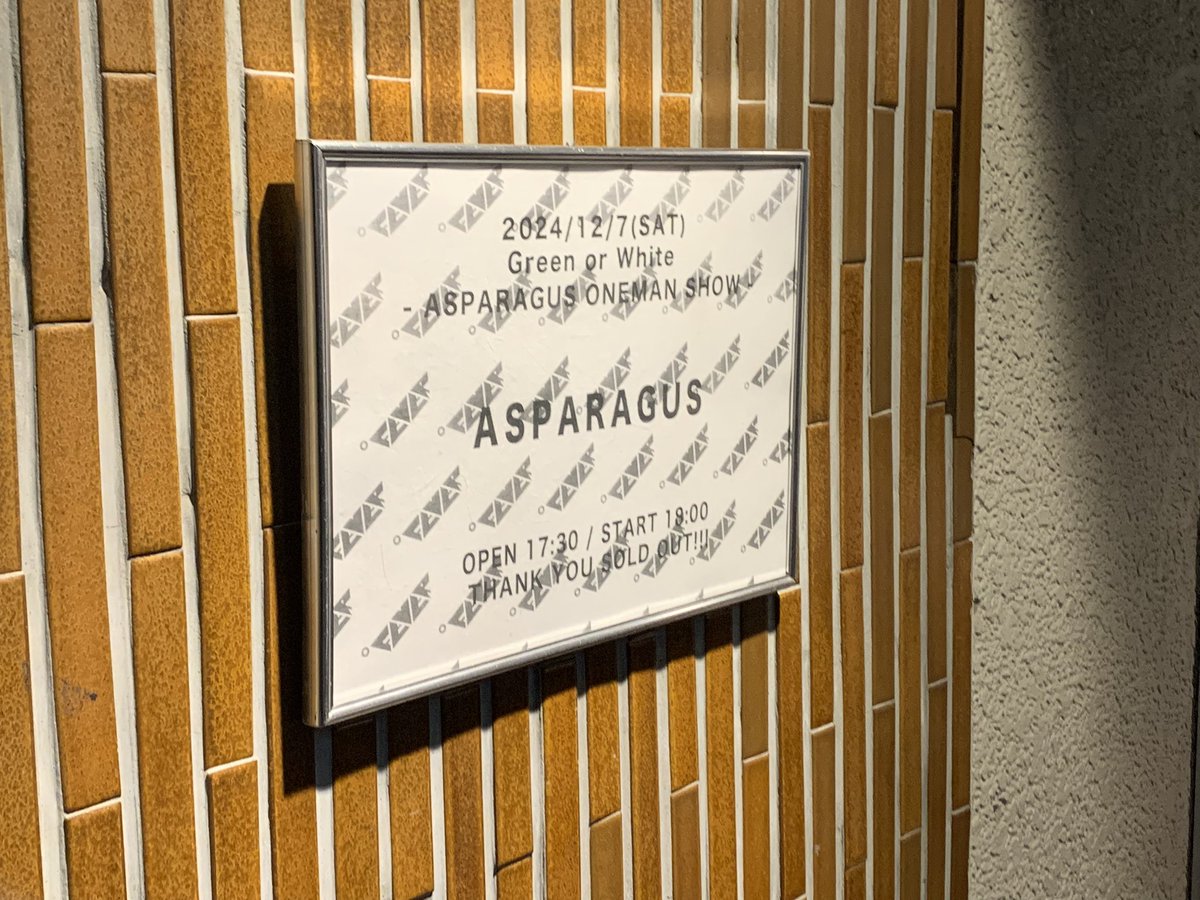 2024/12/7(SAT)
Green or White
- ASPARAGUS ONEMAN SHOW -
ASPARAGUS
OPEN 17:30 / START 18:00
THANK YOU SOLD OUT!!!